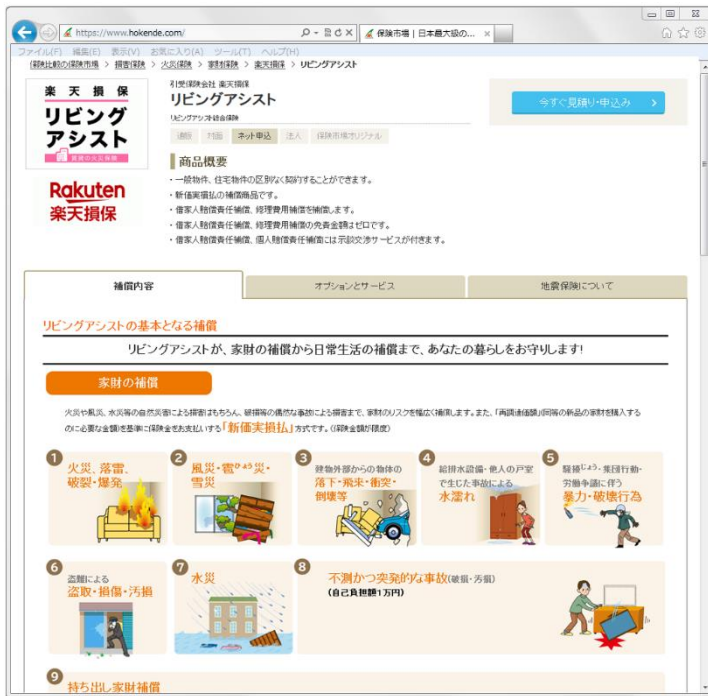 https://www.hokende.com/
保険市場 | 日本最大級の...
ファイル(F) 編集(E) 表示(V) お気に入り(A) ツール(T) ヘルプ(H)
保険比較の保険市場 > 損害保険 > 火災保険 > 家財保険 > 楽天損保 > リビングアシスト
楽天損保
リビング
アシスト
賃貸の火災保険
Rakuten
楽天損保
引受保険会社 楽天損保
リビングアシスト
リビングアシスト総合保険
通販 対面 ネット申込 法人 保険市場オリジナル
今すぐ見積り・申込み
商品概要
・一般物件、住宅物件の区別なく契約することができます。
・新価実損払の補償商品です。
・借家人賠償責任補償、修理費用補償を補償します。
・借家人賠償責任補償、修理費用補償の免責金額はゼロです。
・借家人賠償責任補償、個人賠償責任補償には示談交渉サービスが付きます。
補償内容
オプションとサービス
地震保険について
リビングアシストの基本となる補償
リビングアシストが、家財の補償から日常生活の補償まで、あなたの暮らしをお守りします!
家財の補償
火災や風災、水災等の自然災害による損害はもちろん、破損等の偶然な事故による損害まで、家財のリスクを幅広く補償します。また、「再調達価額」(同等の新品の家財を購入する
のに必要な金額)を基準に保険金をお支払いする「新価実損払」方式です。(保険金額が限度)
1
火災、落雷、
破裂・爆発
2
風災・雹ひょう災・
雪災
3
建物外部からの物体の
落下・飛来・衝突・
倒壊等
4
給排水設備・他人の戸室
で生じた事故による
水濡れ
5
騒擾じょう・集団行動・
労働争議に伴う
暴力・破壊行為
6
盗難による
盗取・損傷・汚損
7
水災
8
不測かつ突発的な事故(破損・汚損)
(自己負担額1万円)
9
持ち出し家財補償